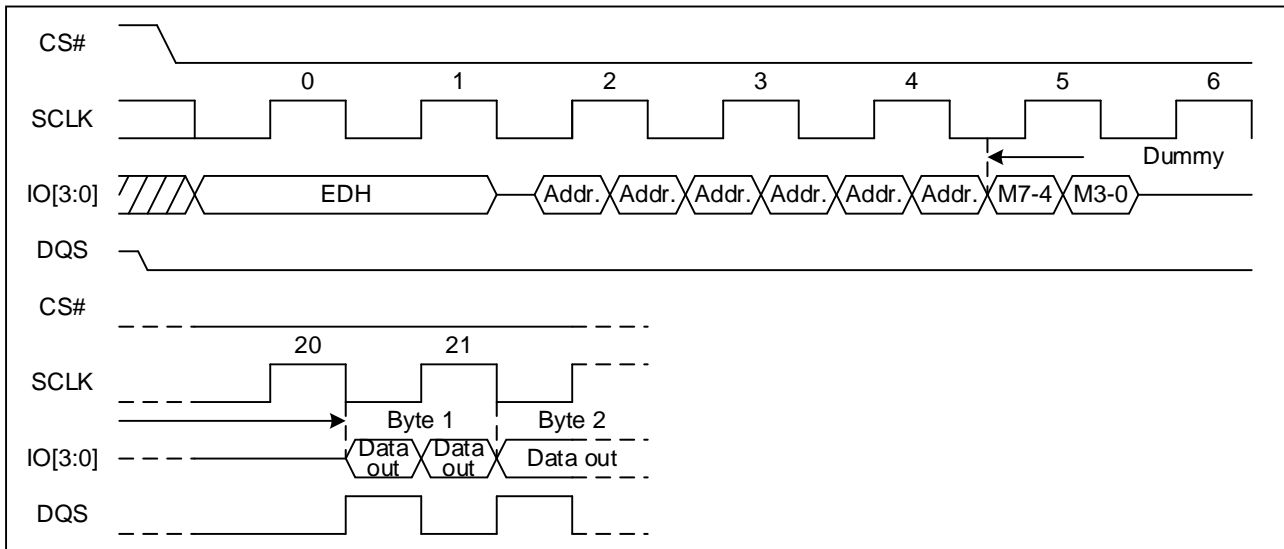 CS#
0 1 2 3 4 5 6
SCLK
Dummy
IO[3:0] EDH Addr. Addr. Addr. Addr. Addr. Addr. M7-4 M3-0
DQS
CS#
20 21
SCLK
Byte 1 Byte 2
IO[3:0] Data out Data out Data out
DQS